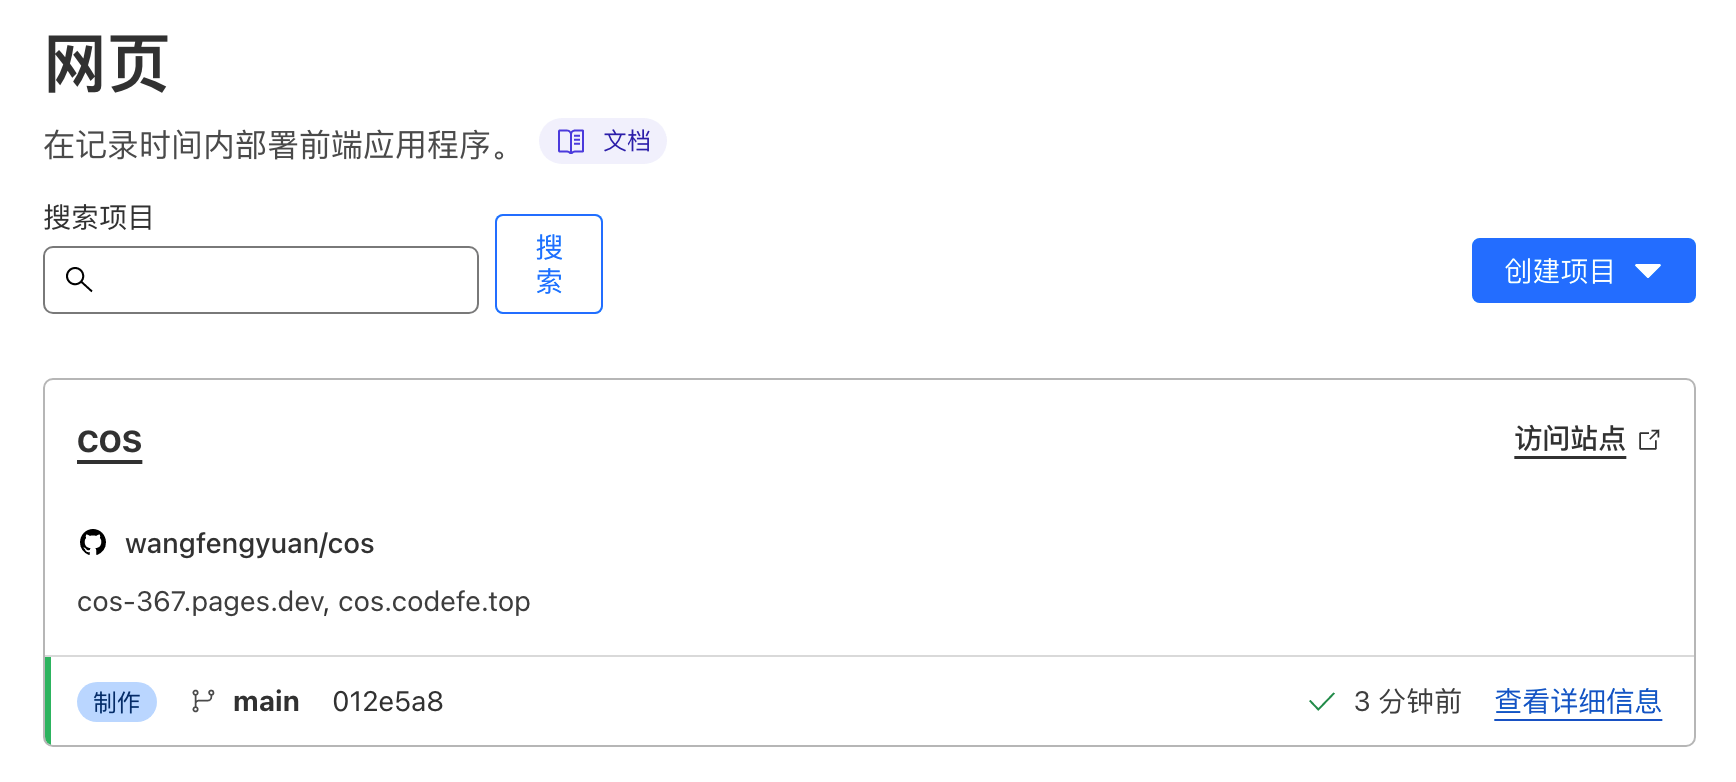 网页
在记录时间内部署前端应用程序。 文档
搜索项目
搜
索
创建项目
cos
访问站点
wangfengyuan/cos
cos-367.pages.dev, cos.codefe.top
制作 main 012e5a8 3 分钟前 查看详细信息